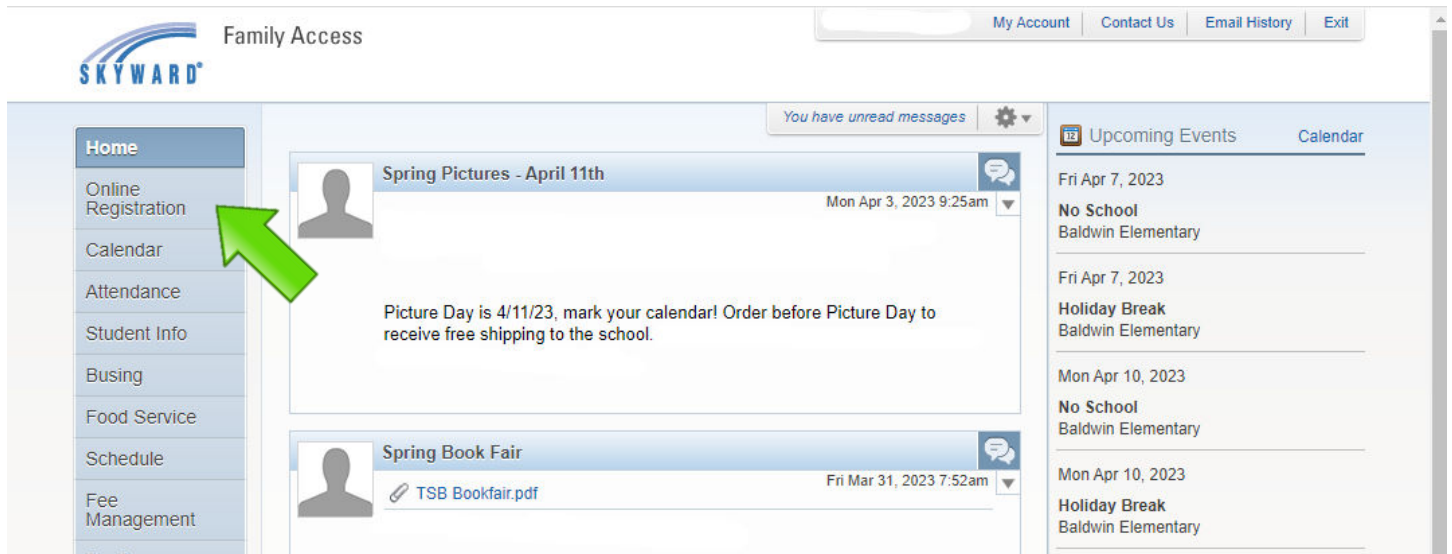 SKYWARD®
Family Access
My Account
Contact Us
Email History
Exit
You have unread messages
Home
Online
Registration
Calendar
Attendance
Student Info
Busing
Food Service
Schedule
Fee
Management
Spring Pictures - April 11th
Mon Apr 3, 2023 9:25am
Picture Day is 4/11/23, mark your calendar! Order before Picture Day to
receive free shipping to the school.
Spring Book Fair
Fri Mar 31, 2023 7:52am
TSB Bookfair.pdf
12
Upcoming Events
Calendar
Fri Apr 7, 2023
No School
Baldwin Elementary
Fri Apr 7, 2023
Holiday Break
Baldwin Elementary
Mon Apr 10, 2023
No School
Baldwin Elementary
Mon Apr 10, 2023
Holiday Break
Baldwin Elementary